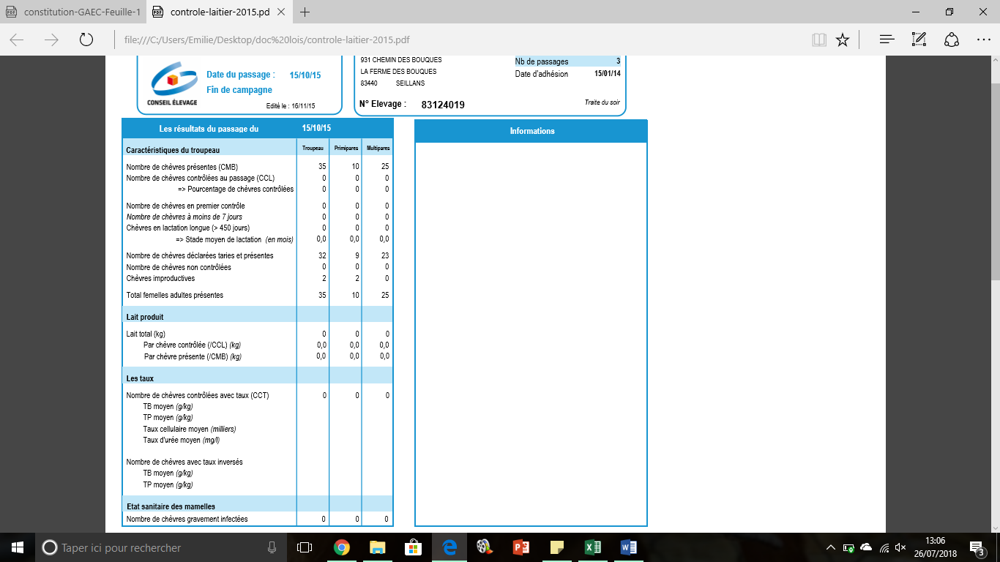 constitution-GAEC-Feuille-1
controle-laitier-2015.pd
file:///C:/Users/Emilie/Desktop/doc%20lois/controle-laitier-2015.pdf
CONSEIL ÉLEVAGE
Date du passage : 15/10/15
Fin de campagne
Edité le : 16/11/15
931 CHEMIN DES BOUQUES
LA FERME DES BOUQUES
83440 SEILLANS
N° Elevage : 83124019
Nb de passages 3
Date d'adhésion 15/01/14
Traite du soir
Les résultats du passage du 15/10/15
Caractéristiques du troupeau Troupeau Primipares Multipares
Nombre de chèvres présentes (CMB) 35 10 25
Nombre de chèvres contrôlées au passage (CCL) 0 0 0
=> Pourcentage de chèvres contrôlées 0 0 0
Nombre de chèvres en premier contrôle 0 0 0
Nombre de chèvres à moins de 7 jours 0 0 0
Chèvres en lactation longue (> 450 jours) 0 0 0
=> Stade moyen de lactation (en mois) 0,0 0,0 0,0
Nombre de chèvres déclarées taries et présentes 32 9 23
Nombre de chèvres non contrôlées 0 0 0
Chèvres improductives 2 2 0
Total femelles adultes présentes 35 10 25
Lait produit
Lait total (kg) 0 0 0
Par chèvre contrôlée (/CCL) (kg) 0,0 0,0 0,0
Par chèvre présente (/CMB) (kg) 0,0 0,0 0,0
Les taux
Nombre de chèvres contrôlées avec taux (CCT) 0 0 0
TB moyen (g/kg)
TP moyen (g/kg)
Taux cellulaire moyen (milliers)
Taux d'urée moyen (mg/l)
Nombre de chèvres avec taux inversés
TB moyen (g/kg)
TP moyen (g/kg)
Etat sanitaire des mamelles
Nombre de chèvres gravement infectées 0 0 0
Informations
Taper ici pour rechercher
13:06
26/07/2018
3